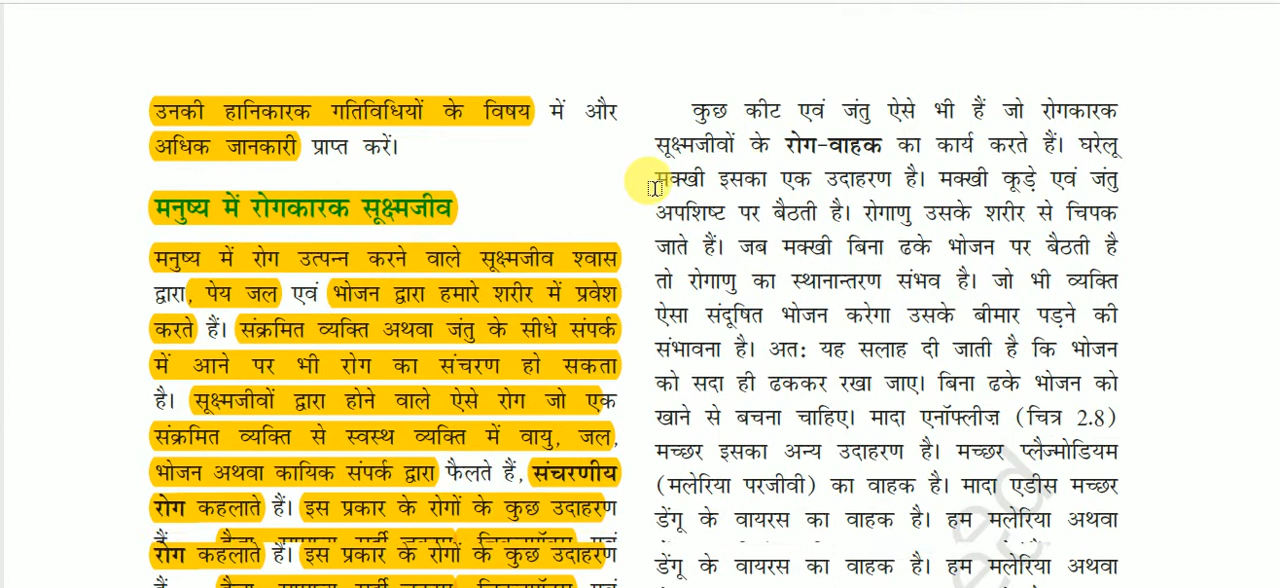 उनकी हानिकारक गतिविधियों के विषय में और
अधिक जानकारी प्राप्त करें।
मनुष्य में रोगकारक सूक्ष्मजीव
मनुष्य में रोग उत्पन्न करने वाले सूक्ष्मजीव श्वास
द्वारा, पेय जल एवं भोजन द्वारा हमारे शरीर में प्रवेश
करते हैं। संक्रमित व्यक्ति अथवा जंतु के सीधे संपर्क
में आने पर भी रोग का संचरण हो सकता
है। सूक्ष्मजीवों द्वारा होने वाले ऐसे रोग जो एक
संक्रमित व्यक्ति से स्वस्थ व्यक्ति में वायु, जल,
भोजन अथवा कायिक संपर्क द्वारा फैलते हैं, संचरणीय
रोग कहलाते हैं। इस प्रकार के रोगों के कुछ उदाहरण
रोग कहलाते हैं। इस प्रकार के रोगों के कुछ उदाहरण
कुछ कीट एवं जंतु ऐसे भी हैं जो रोगकारक
सूक्ष्मजीवों के रोग-वाहक का कार्य करते हैं। घरेलू
मक्खी इसका एक उदाहरण है। मक्खी कूड़े एवं जंतु
अपशिष्ट पर बैठती है। रोगाणु उसके शरीर से चिपक
जाते हैं। जब मक्खी बिना ढके भोजन पर बैठती है
तो रोगाणु का स्थानान्तरण संभव है। जो भी व्यक्ति
ऐसा संदूषित भोजन करेगा उसके बीमार पड़ने की
संभावना है। अत: यह सलाह दी जाती है कि भोजन
को सदा ही ढककर रखा जाए। बिना ढके भोजन को
खाने से बचना चाहिए। मादा एनॉफ्लीज़ (चित्र 2.8)
मच्छर इसका अन्य उदाहरण है। मच्छर प्लैज्मोडियम
(मलेरिया परजीवी) का वाहक है। मादा एडीस मच्छर
डेंगू के वायरस का वाहक है। हम मलेरिया अथवा
डेंगू के वायरस का वाहक है। हम मलेरिया अथवा